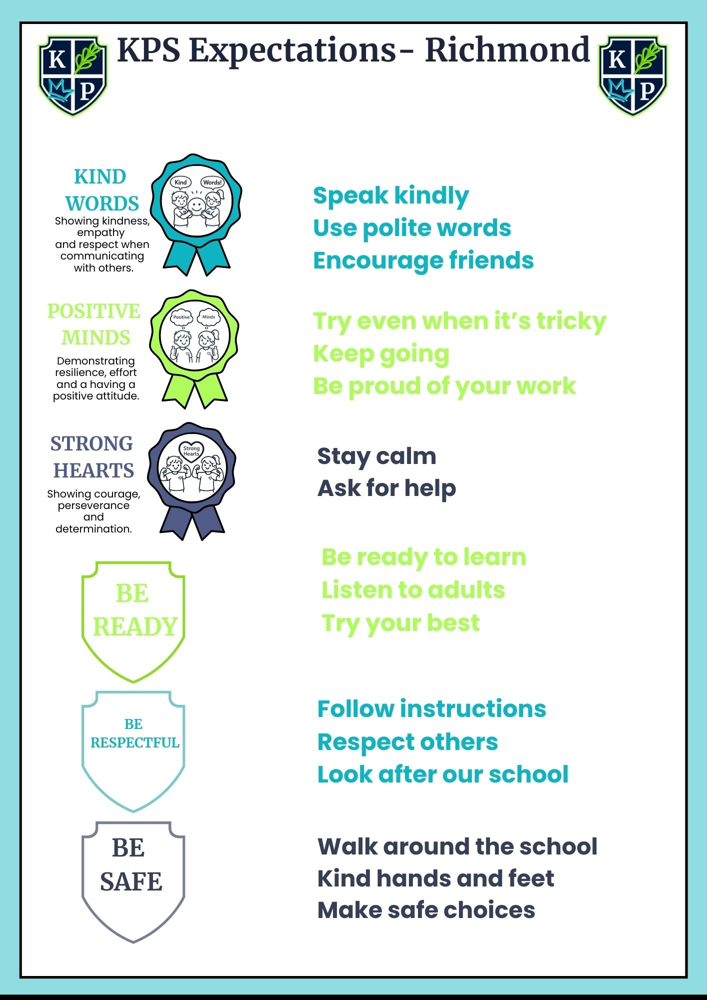 K
P
KPS Expectations- Richmond
K
P
KIND
WORDS
Showing kindness,
empathy
and respect when
communicating
with others.
Kind
Words!
Speak kindly
Use polite words
Encourage friends
POSITIVE
MINDS
Demonstrating
resilience, effort
and a having a
positive attitude.
Positive
Minds
Try even when it’s tricky
Keep going
Be proud of your work
STRONG
HEARTS
Showing courage,
perseverance
and
determination.
Strong
Hearts
Stay calm
Ask for help
BE
READY
Be ready to learn
Listen to adults
Try your best
BE
RESPECTFUL
Follow instructions
Respect others
Look after our school
BE
SAFE
Walk around the school
Kind hands and feet
Make safe choices